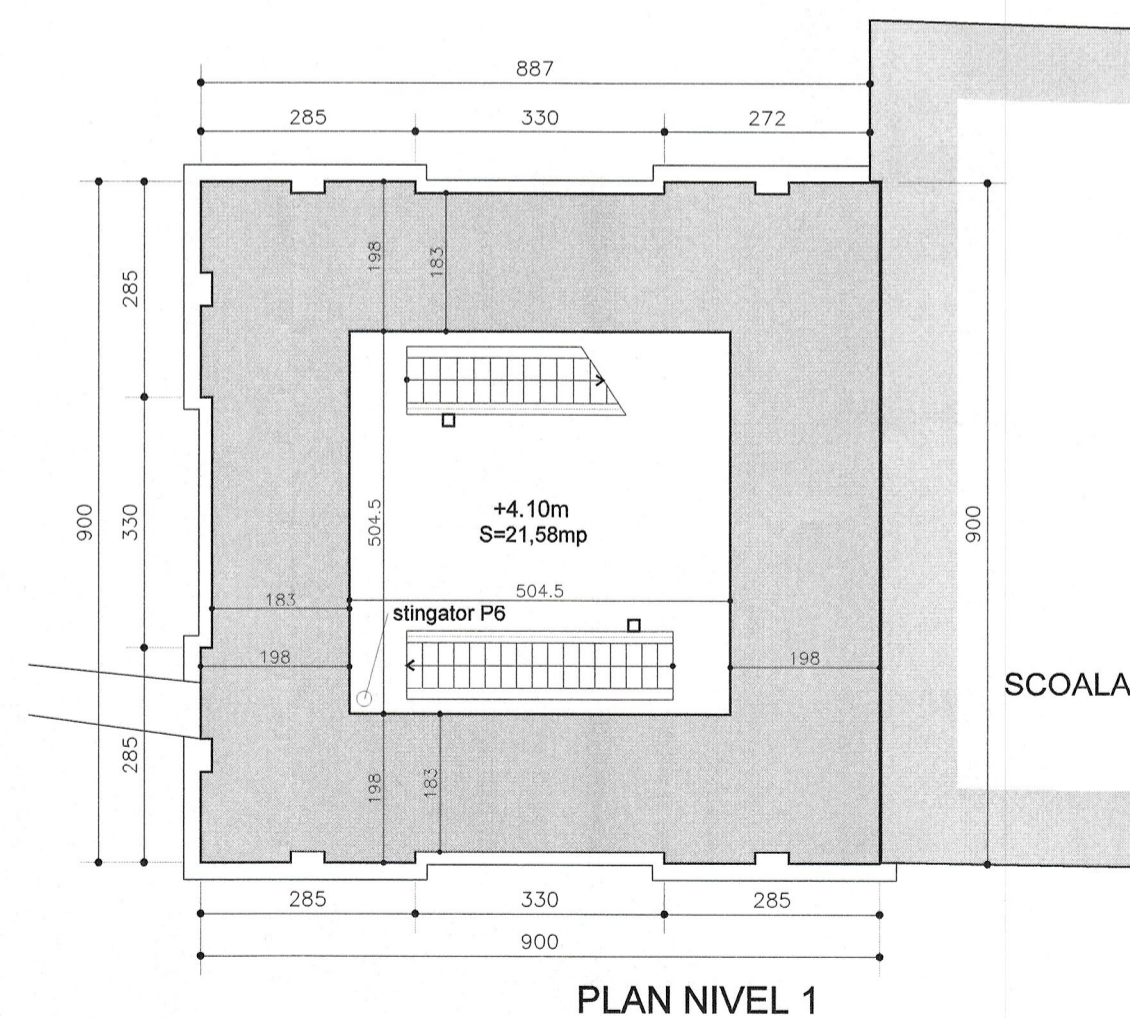 887
285 330 272
198 183
285
900 330
504.5
+4.10m
S=21,58mp
900
504.5
183
stingator P6
198
198
SCOALA
285
198 183
285 330 285
900
PLAN NIVEL 1